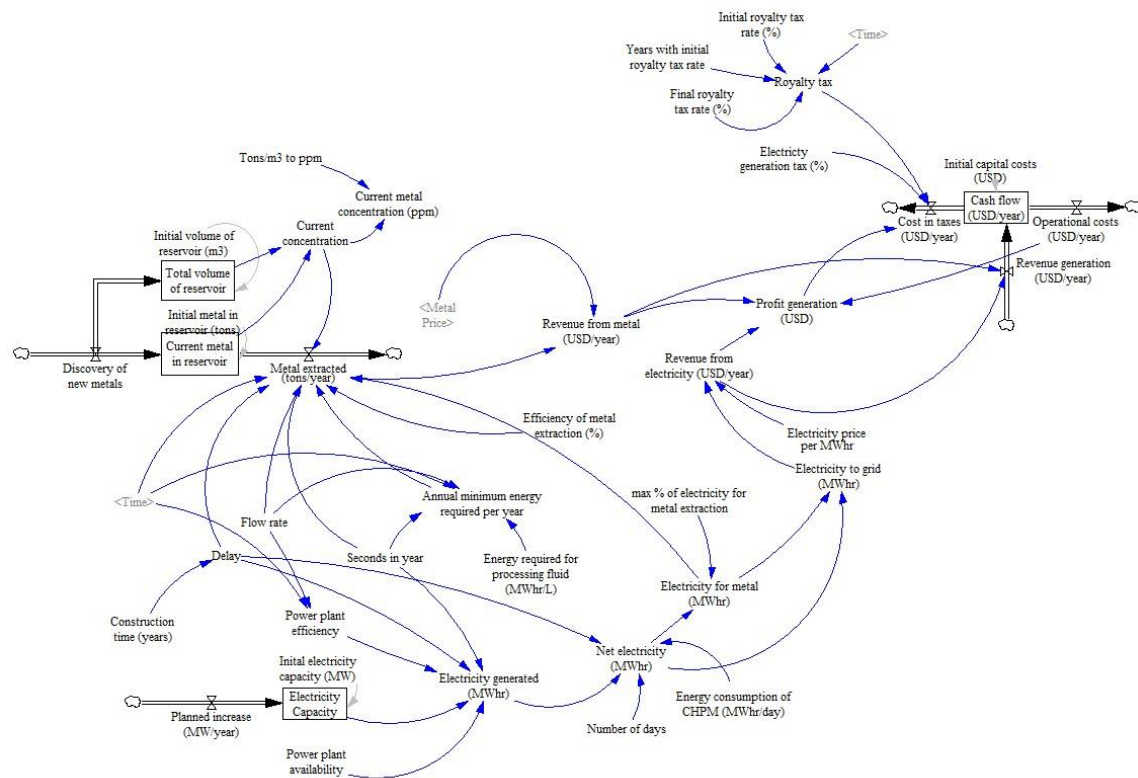 Initial royalty tax
rate (%)
<Time>
Years with initial
royalty tax rate
Royalty tax
Final royalty
tax rate (%)
Tons/m3 to ppm
Electricty
generation tax (%)
Initial capital costs
(USD)
Current metal
concentration (ppm)
Cash flow
(USD/year)
Cost in taxes
(USD/year)
Operational costs
(USD/year)
Current
concentration
Initial volume of
reservoir (m3)
Total volume
of reservoir
Revenue generation
(USD/year)
<Metal
Price>
Profit generation
(USD)
Initial metal in
reservoir (tons)
Revenue from metal
(USD/year)
Current metal
in reservoir
Discovery of
new metals
Metal extracted
(tons/year)
Revenue from
electricity (USD/year)
Efficiency of metal
extraction (%)
Electricity price
per MWhr
Electricity to grid
(MWhr)
<Time>
Annual minimum energy
required per year
max % of electricity for
metal extraction
Flow rate
Delay
Seconds in year
Energy required for
processing fluid
(MWhr/L)
Electricity for metal
(MWhr)
Construction
time (years)
Power plant
efficiency
Net electricity
(MWhr)
Inital electricity
capacity (MW)
Electricity generated
(MWhr)
Electricity
Capacity
Planned increase
(MW/year)
Energy consumption of
CHPM (MWhr/day)
Number of days
Power plant
availability